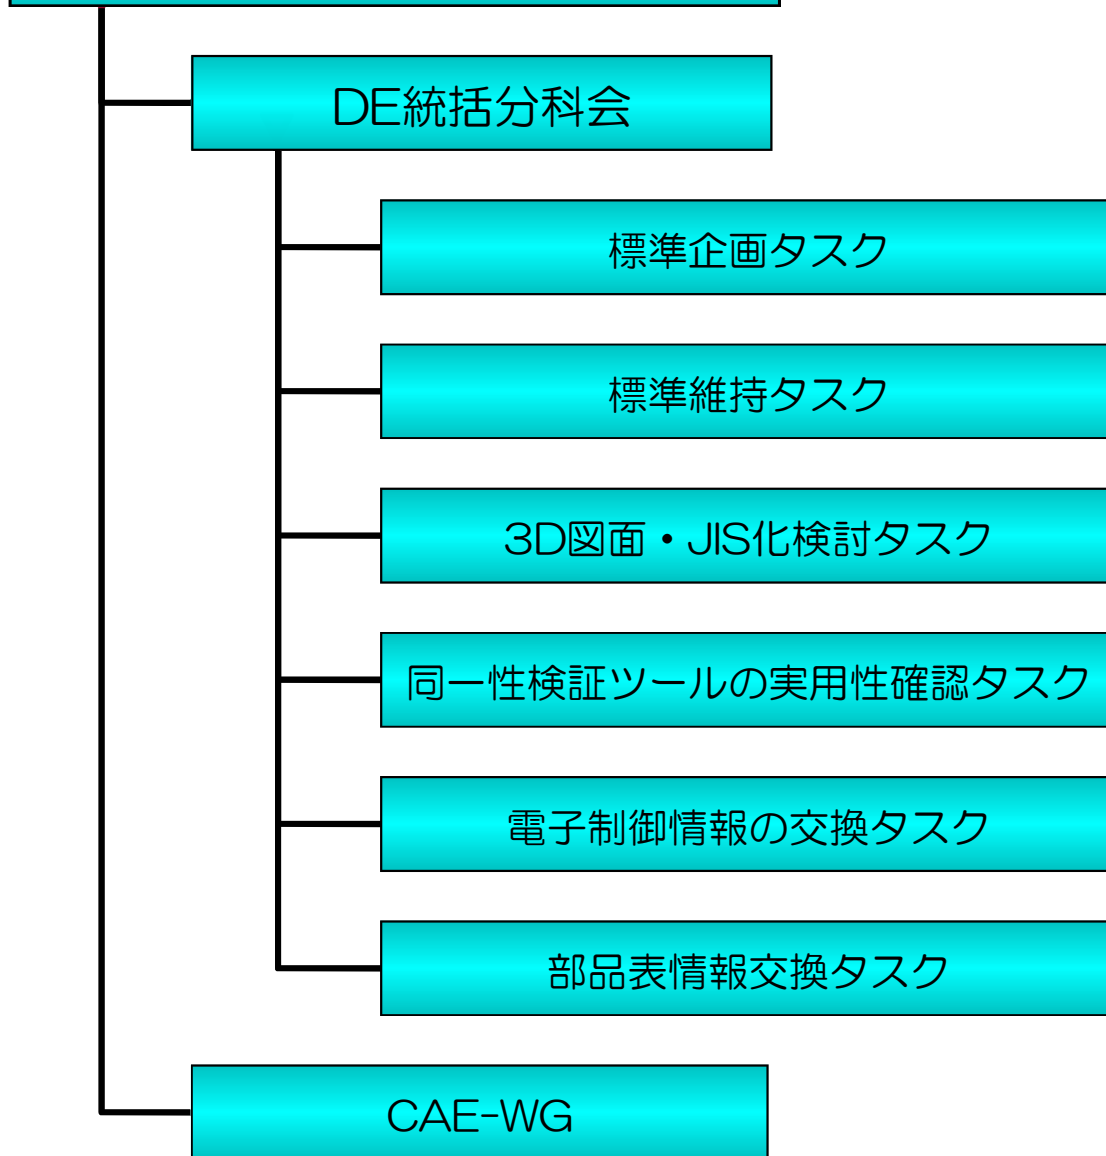 DE統括分科会
標準企画タスク
標準維持タスク
3D図面・JIS化検討タスク
同一性検証ツールの実用性確認タスク
電子制御情報の交換タスク
部品表情報交換タスク
CAE-WG